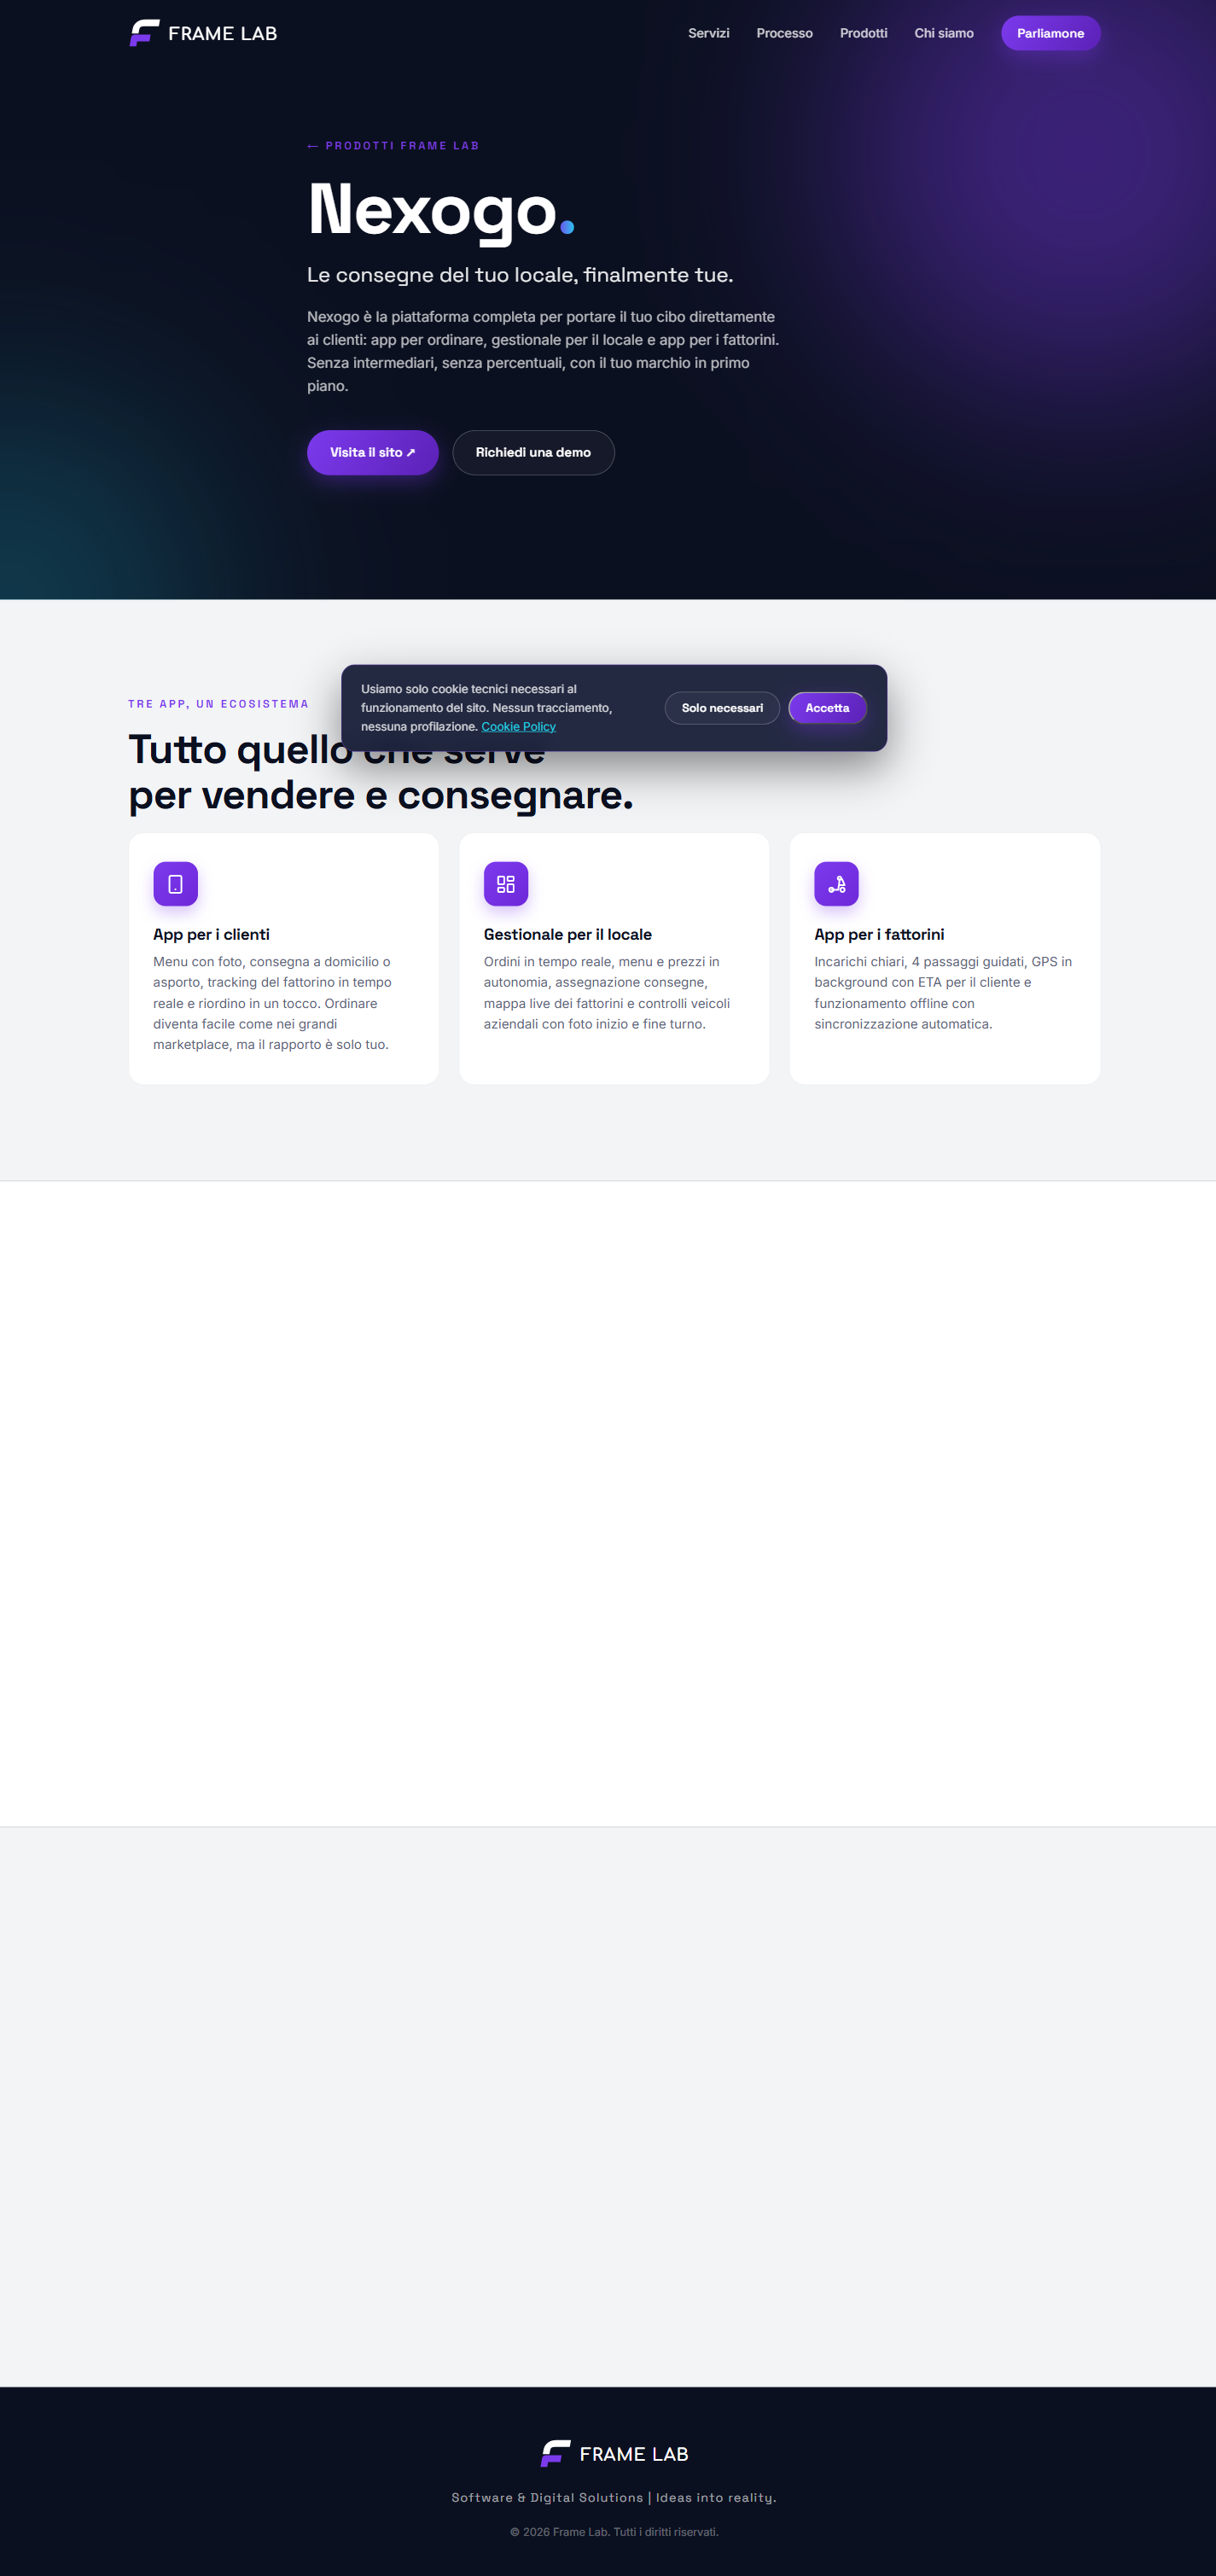 FRAME LAB
Servizi
Processo
Prodotti
Chi siamo
Parliamone
← PRODOTTI FRAME LAB
Nexogo.
Le consegne del tuo locale, finalmente tue.
Nexogo è la piattaforma completa per portare il tuo cibo direttamente
ai clienti: app per ordinare, gestionale per il locale e app per i fattorini.
Senza intermediari, senza percentuali, con il tuo marchio in primo
piano.
Visita il sito ↗
Richiedi una demo
Usiamo solo cookie tecnici necessari al
funzionamento del sito. Nessun tracciamento,
nessuna profilazione. Cookie Policy
Solo necessari
Accetta
TRE APP, UN ECOSISTEMA
Tutto quello che serve
per vendere e consegnare.
App per i clienti
Menu con foto, consegna a domicilio o
asporto, tracking del fattorino in tempo
reale e riordino in un tocco. Ordinare
diventa facile come nei grandi
marketplace, ma il rapporto è solo tuo.
Gestionale per il locale
Ordini in tempo reale, menu e prezzi in
autonomia, assegnazione consegne,
mappa live dei fattorini e controlli veicoli
aziendali con foto inizio e fine turno.
App per i fattorini
Incarichi chiari, 4 passaggi guidati, GPS in
background con ETA per il cliente e
funzionamento offline con
sincronizzazione automatica.
FRAME LAB
Software & Digital Solutions | Ideas into reality.
© 2026 Frame Lab. Tutti i diritti riservati.